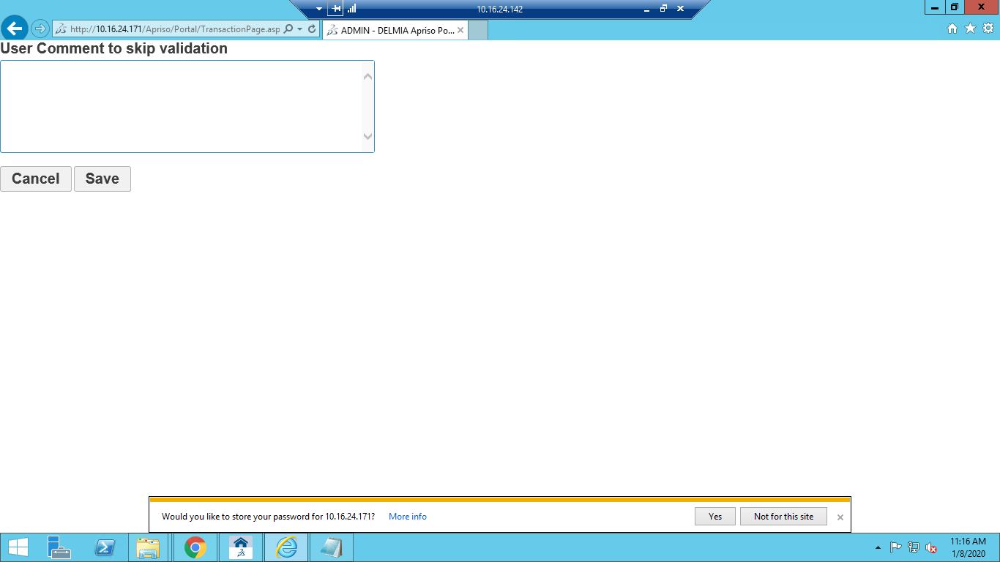 10.16.24.142
http://10.16.24.171/Apriso/Portal/TransactionPage.asp
ADMIN - DELMIA Apriso Po...
User Comment to skip validation
Cancel
Save
Would you like to store your password for 10.16.24.171?
More info
Yes
Not for this site
11:16 AM
1/8/2020